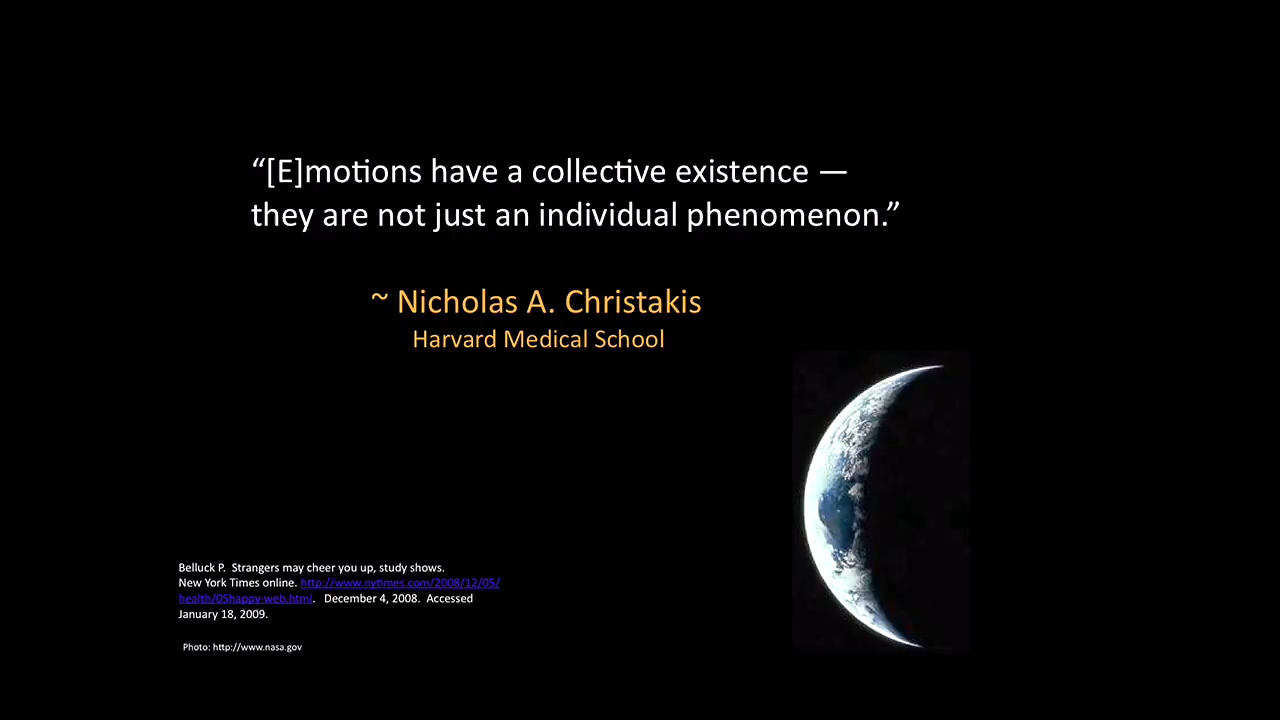 “[E]motions have a collective existence —
they are not just an individual phenomenon.”
~ Nicholas A. Christakis
Harvard Medical School
Belluck P.  Strangers may cheer you up, study shows.
New York Times online. http://www.nytimes.com/2008/12/05/
health/05happy-web.html.   December 4, 2008.  Accessed
January 18, 2009.
Photo: http://www.nasa.gov